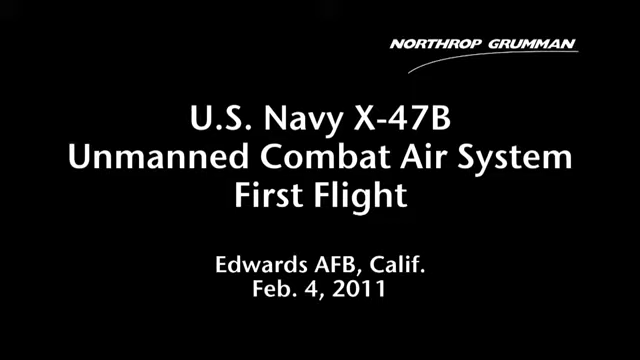 NORTHROP GRUMMAN
U.S. Navy X-47B
Unmanned Combat Air System
First Flight
Edwards AFB, Calif.
Feb. 4, 2011